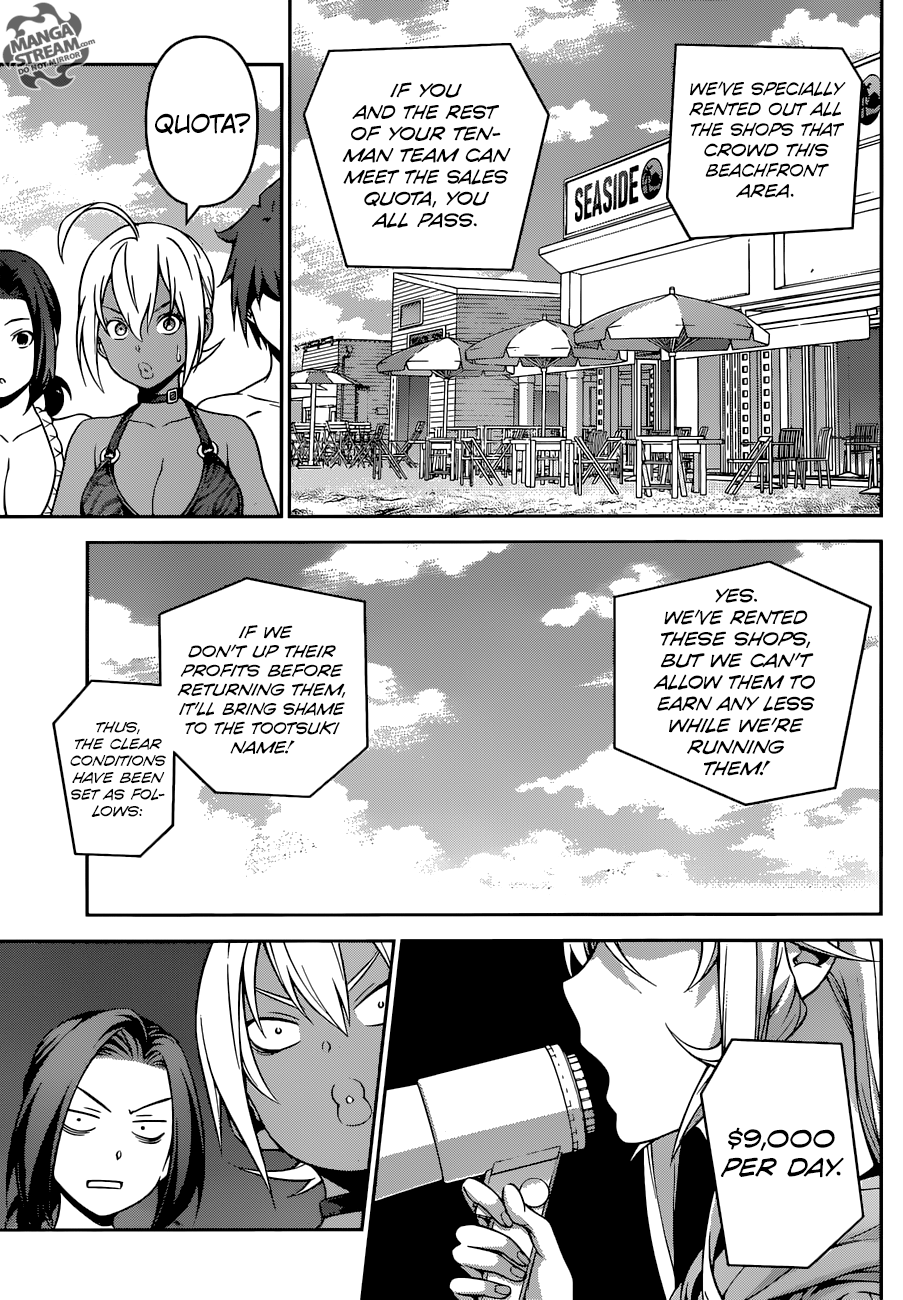 MANGA
STREAM.com
DO NOT MIRROR!
WE'VE SPECIALLY
RENTED OUT ALL
THE SHOPS THAT
CROWD THIS
BEACHFRONT
AREA.
SEASIDE
IF YOU
AND THE REST
OF YOUR TEN-
MAN TEAM CAN
MEET THE SALES
QUOTA, YOU
ALL PASS.
QUOTA?
YES.
WE'VE RENTED
THESE SHOPS,
BUT WE CAN'T
ALLOW THEM TO
EARN ANY LESS
WHILE WE'RE
RUNNING
THEM!
IF WE
DON'T UP THEIR
PROFITS BEFORE
RETURNING THEM,
IT'LL BRING SHAME
TO THE TOOTSUKI
NAME!
THUS,
THE CLEAR
CONDITIONS
HAVE BEEN
SET AS FOL-
LOWS:
$9,000
PER DAY.